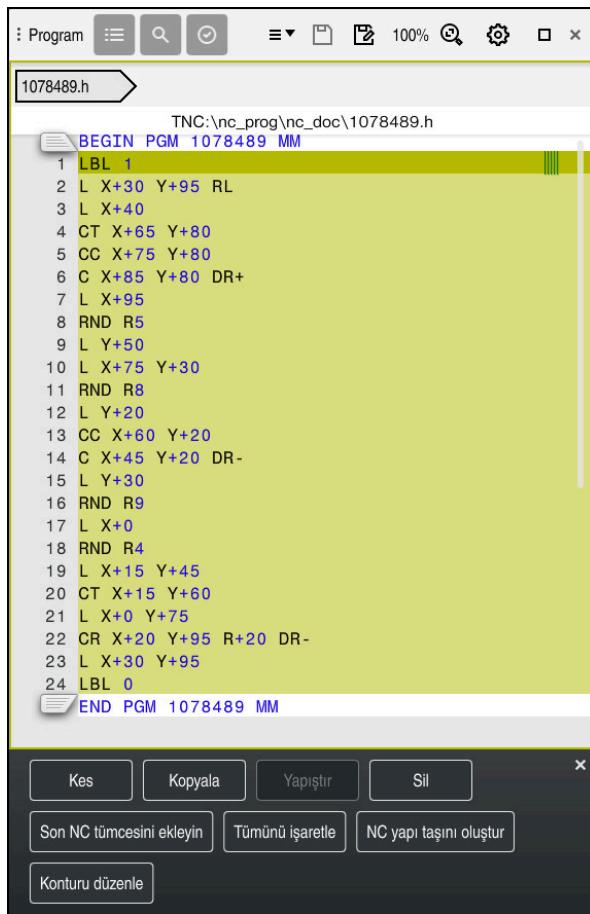 Program
100%
1078489.h
TNC:\nc_prog\nc_doc\1078489.h
BEGIN PGM 1078489 MM
1 LBL 1
2 L X+30 Y+95 RL
3 L X+40
4 CT X+65 Y+80
5 CC X+75 Y+80
6 C X+85 Y+80 DR+
7 L X+95
8 RND R5
9 L Y+50
10 L X+75 Y+30
11 RND R8
12 L Y+20
13 CC X+60 Y+20
14 C X+45 Y+20 DR-
15 L Y+30
16 RND R9
17 L X+0
18 RND R4
19 L X+15 Y+45
20 CT X+15 Y+60
21 L X+0 Y+75
22 CR X+20 Y+95 R+20 DR-
23 L X+30 Y+95
24 LBL 0
END PGM 1078489 MM
Kes Kopyala Yapıştır Sil
Son NC tümcesini ekleyin Tümünü işaretle NC yapı taşını oluştur
Konturu düzenle